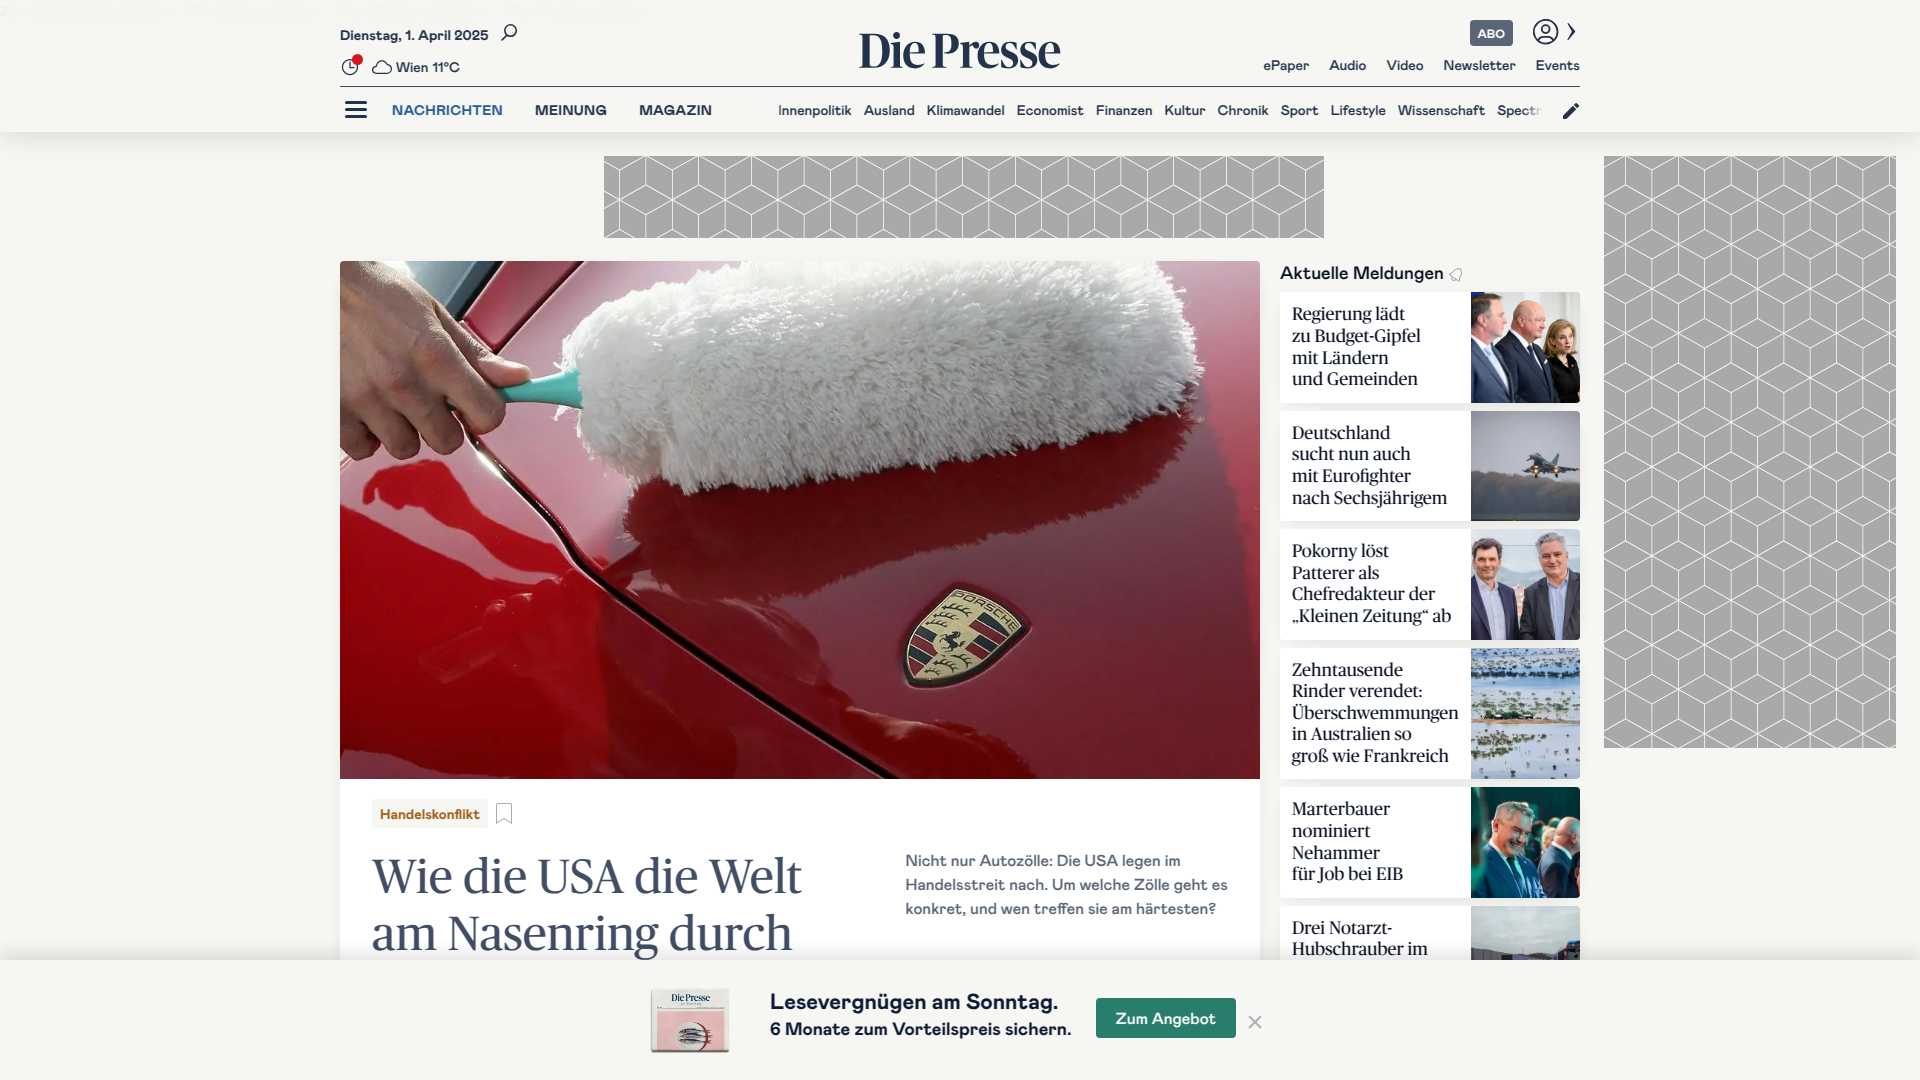 Dienstag, 1. April 2025
Wien 11°C
Die Presse
ABO
ePaper Audio Video Newsletter Events
NACHRICHTEN MEINUNG MAGAZIN
Innenpolitik Ausland Klimawandel Economist Finanzen Kultur Chronik Sport Lifestyle Wissenschaft Spectr
PORSCHE
Handelskonflikt
Wie die USA die Welt
am Nasenring durch
Nicht nur Autozölle: Die USA legen im
Handelsstreit nach. Um welche Zölle geht es
konkret, und wen treffen sie am härtesten?
Aktuelle Meldungen
Regierung lädt
zu Budget-Gipfel
mit Ländern
und Gemeinden
Deutschland
sucht nun auch
mit Eurofighter
nach Sechsjährigem
Pokorny löst
Patterer als
Chefredakteur der
„Kleinen Zeitung“ ab
Zehntausende
Rinder verendet:
Überschwemmungen
in Australien so
groß wie Frankreich
Marterbauer
nominiert
Nehammer
für Job bei EIB
Drei Notarzt-
Hubschrauber im
Die Presse
Lesevergnügen am Sonntag.
6 Monate zum Vorteilspreis sichern.
Zum Angebot